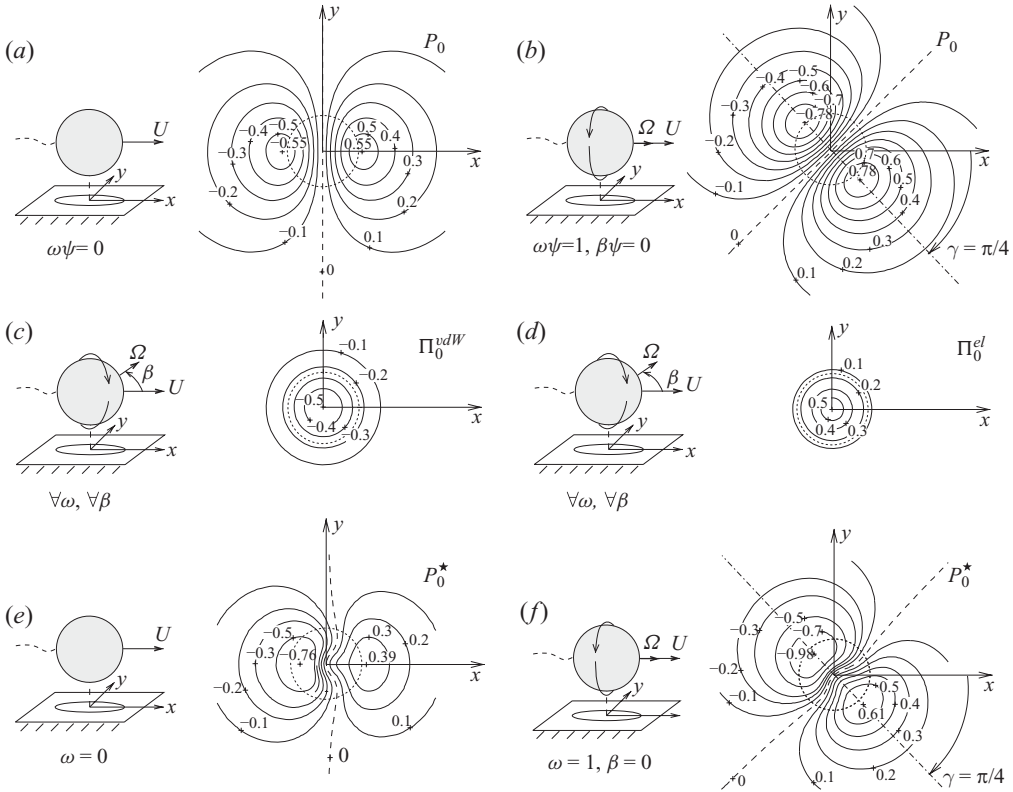 (a)
y
P₀
−0.4
−0.5
0.5
−0.55
0.55
0.4
−0.3
0.3
−0.2
0.2
−0.1
0.1
0
x
U
y
x
ωψ = 0
(b)
y
P₀
−0.5
−0.4
−0.6
−0.3
−0.7
−0.78
−0.2
−0.1
0.7
0.6
0.78
0.5
0.4
0.3
0.2
0.1
0
x
γ = π/4
Ω U
y
x
ωψ=1, βψ= 0
(c)
y
Π₀ᵛᵈᵂ
−0.1
−0.2
−0.5
−0.4
−0.3
x
Ω
β
U
y
x
∀ω, ∀β
(d)
y
Π₀ᵉˡ
0.1
0.2
0.5
0.4
0.3
x
Ω
β
U
y
x
∀ω, ∀β
(e)
y
P₀★
−0.5
0.3
0.2
−0.3
−0.76
0.39
−0.2
−0.1
0.1
0
x
U
y
x
ω = 0
(f)
y
P₀★
−0.5
−0.3
−0.7
−0.98
−0.2
−0.1
0.5
0.4
0.61
0.3
0.2
0.1
0
x
γ = π/4
Ω U
y
ω = 1, β = 0